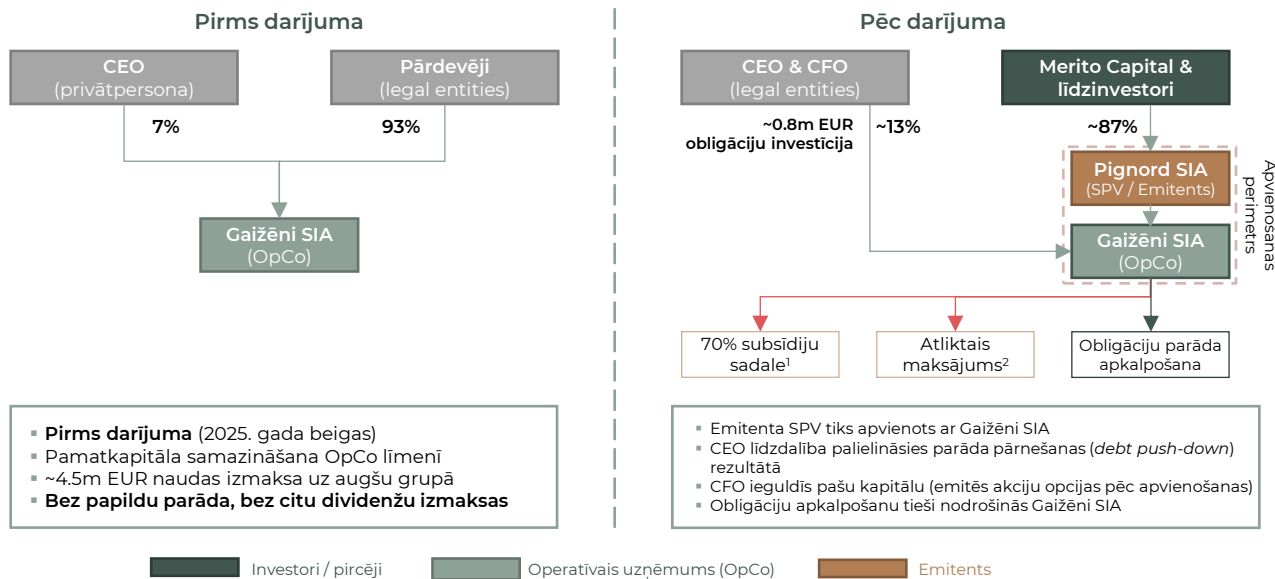 Pirms darījuma
CEO
(privātpersona)
Pārdevēji
(legal entities)
7%
93%
Gaižēni SIA
(OpCo)
▪ Pirms darījuma (2025. gada beigas)
▪ Pamatkapitāla samazināšana OpCo līmenī
▪ ~4.5m EUR naudas izmaksa uz augšu grupā
▪ Bez papildu parāda, bez citu dividenžu izmaksas
Pēc darījuma
CEO & CFO
(legal entities)
Merito Capital &
līdzinvestori
~0.8m EUR
obligāciju investīcija
~13%
~87%
Pignord SIA
(SPV / Emitents)
Gaižēni SIA
(OpCo)
Apvienošanas
perimetrs
70% subsīdiju
sadale¹
Atliktais
maksājums²
Obligāciju parāda
apkalpošana
▪ Emitenta SPV tiks apvienots ar Gaižēni SIA
▪ CEO līdzdalība palielināsies parāda pārnešanas (debt push-down)
rezultātā
▪ CFO ieguldīs pašu kapitālu (emitēs akciju opcijas pēc apvienošanas)
▪ Obligāciju apkalpošanu tieši nodrošinās Gaižēni SIA
Investori / pircēji
Operatīvais uzņēmums (OpCo)
Emitents